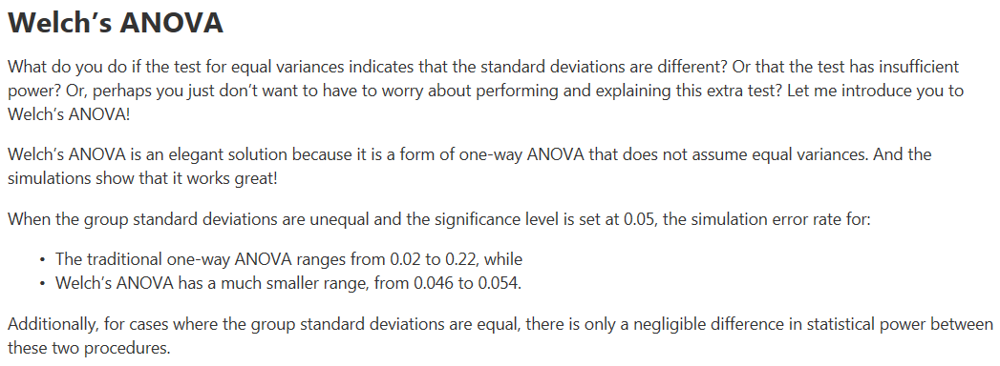 Welch’s ANOVA
What do you do if the test for equal variances indicates that the standard deviations are different? Or that the test has insufficient
power? Or, perhaps you just don’t want to have to worry about performing and explaining this extra test? Let me introduce you to
Welch’s ANOVA!
Welch’s ANOVA is an elegant solution because it is a form of one-way ANOVA that does not assume equal variances. And the
simulations show that it works great!
When the group standard deviations are unequal and the significance level is set at 0.05, the simulation error rate for:
• The traditional one-way ANOVA ranges from 0.02 to 0.22, while
• Welch’s ANOVA has a much smaller range, from 0.046 to 0.054.
Additionally, for cases where the group standard deviations are equal, there is only a negligible difference in statistical power between
these two procedures.